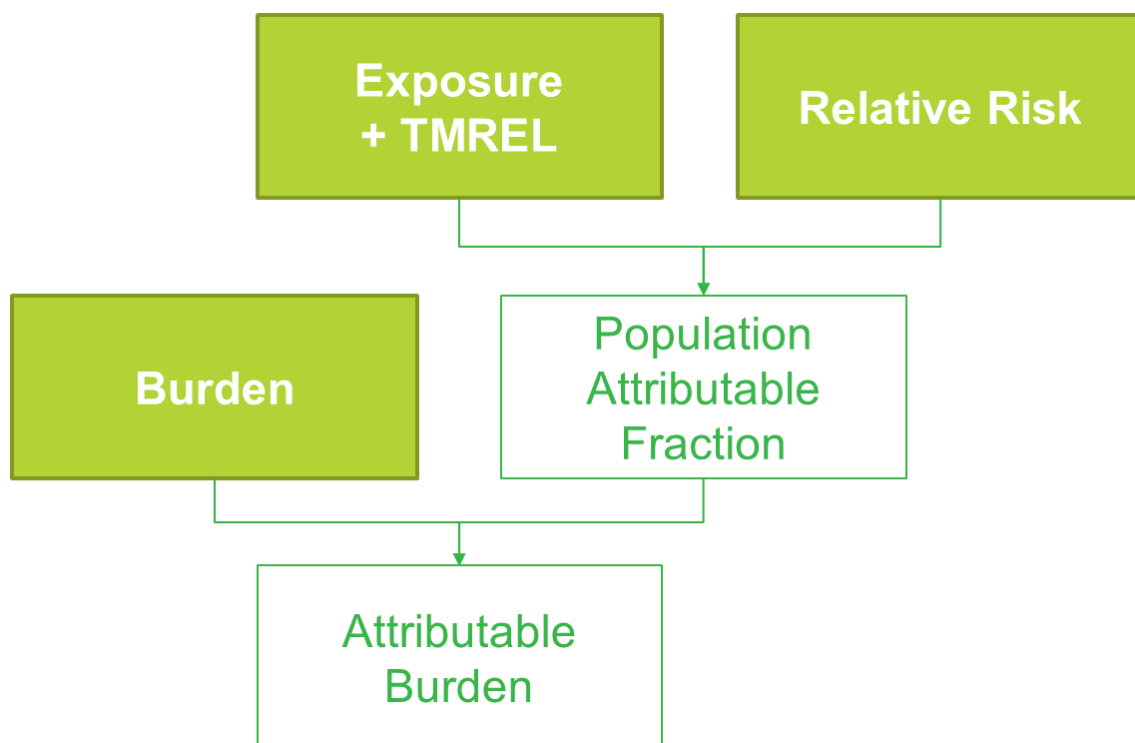 Exposure
+ TMREL
Relative Risk
Burden
Population
Attributable
Fraction
Attributable
Burden